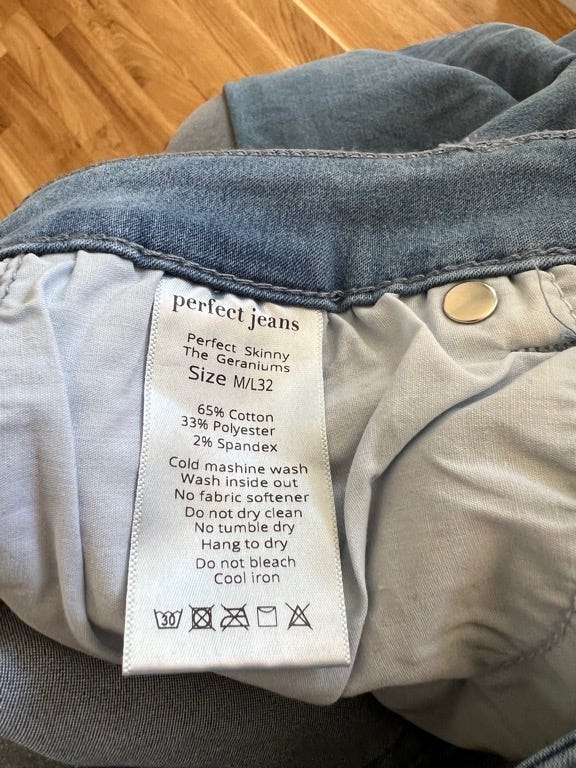 perfect jeans
Perfect Skinny
The Geraniums
Size M/L32
65% Cotton
33% Polyester
2% Spandex
Cold mashine wash
Wash inside out
No fabric softener
Do not dry clean
No tumble dry
Hang to dry
Do not bleach
Cool iron
30